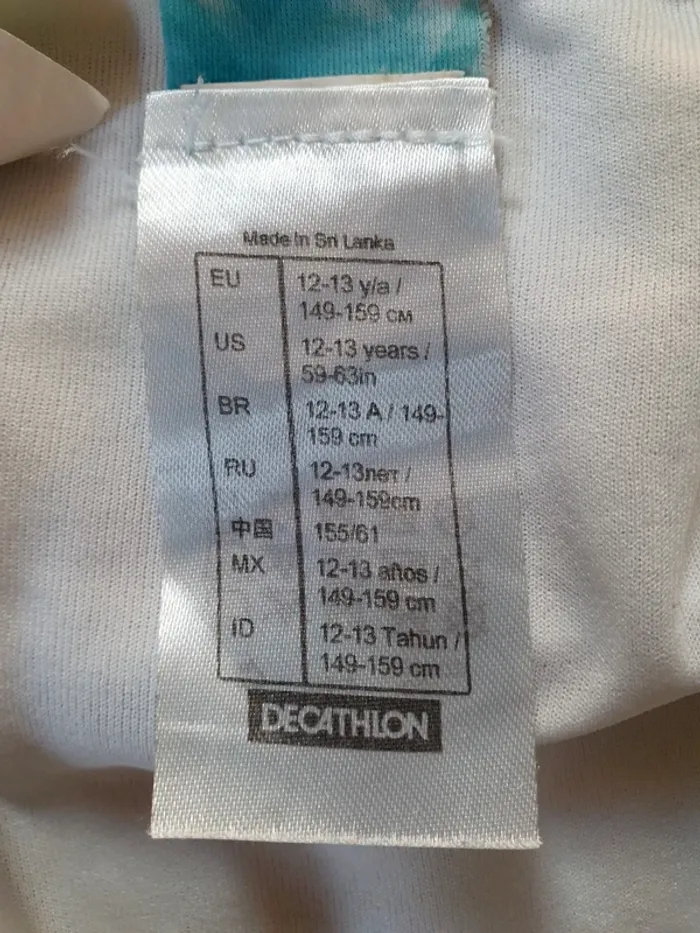 Made in Sri Lanka
EU 12-13 y/a /
149-159 см
US 12-13 years /
59-63in
BR 12-13 A / 149-
159 cm
RU 12-13лет /
149-159cm
中国 155/61
MX 12-13 años /
149-159 cm
ID 12-13 Tahun /
149-159 cm
DECATHLON